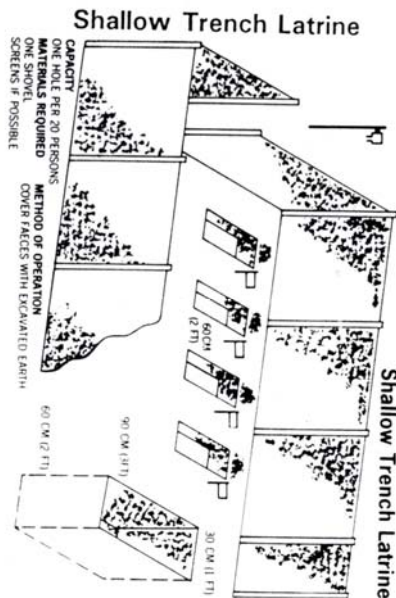 Shallow Trench Latrine
Shallow Trench Latrine
60 CM
(2 FT)
30 CM (1 FT)
90 CM (3FT)
60 CM (2 FT)
CAPACITY
ONE HOLE PER 20 PERSONS
MATERIALS REQUIRED
ONE SHOVEL
SCREENS IF POSSIBLE
METHOD OF OPERATION
COVER FAECES WITH EXCAVATED EARTH